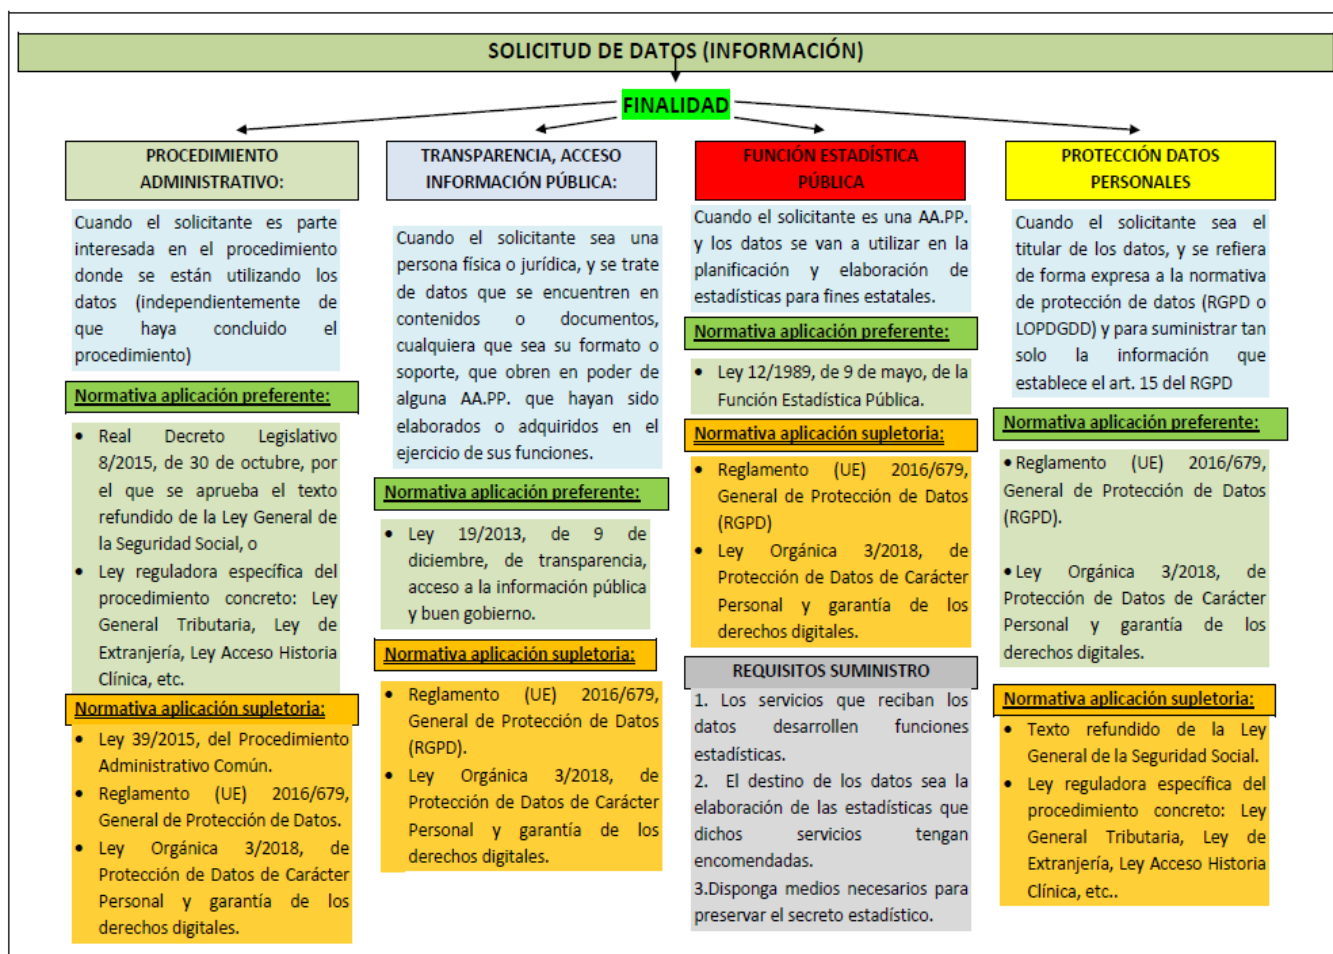 SOLICITUD DE DATOS (INFORMACIÓN)
FINALIDAD
PROCEDIMIENTO
ADMINISTRATIVO:
Cuando el solicitante es parte
interesada en el procedimiento
donde se están utilizando los
datos (independientemente de
que haya concluido el
procedimiento)
Normativa aplicación preferente:
• Real Decreto Legislativo
8/2015, de 30 de octubre, por
el que se aprueba el texto
refundido de la Ley General de
la Seguridad Social, o
• Ley reguladora específica del
procedimiento concreto: Ley
General Tributaria, Ley de
Extranjería, Ley Acceso Historia
Clínica, etc.
Normativa aplicación supletoria:
• Ley 39/2015, del Procedimiento
Administrativo Común.
• Reglamento (UE) 2016/679,
General de Protección de Datos.
• Ley Orgánica 3/2018, de
Protección de Datos de Carácter
Personal y garantía de los
derechos digitales.
TRANSPARENCIA, ACCESO
INFORMACIÓN PÚBLICA:
Cuando el solicitante sea una
persona física o jurídica, y se trate
de datos que se encuentren en
contenidos o documentos,
cualquiera que sea su formato o
soporte, que obren en poder de
alguna AA.PP. que hayan sido
elaborados o adquiridos en el
ejercicio de sus funciones.
Normativa aplicación preferente:
• Ley 19/2013, de 9 de
diciembre, de transparencia,
acceso a la información pública
y buen gobierno.
Normativa aplicación supletoria:
• Reglamento (UE) 2016/679,
General de Protección de Datos
(RGPD).
• Ley Orgánica 3/2018, de
Protección de Datos de Carácter
Personal y garantía de los
derechos digitales.
FUNCIÓN ESTADÍSTICA
PÚBLICA
Cuando el solicitante es una AA.PP.
y los datos se van a utilizar en la
planificación y elaboración de
estadísticas para fines estatales.
Normativa aplicación preferente:
• Ley 12/1989, de 9 de mayo, de la
Función Estadística Pública.
Normativa aplicación supletoria:
• Reglamento (UE) 2016/679,
General de Protección de Datos
(RGPD)
• Ley Orgánica 3/2018, de
Protección de Datos de Carácter
Personal y garantía de los
derechos digitales.
REQUISITOS SUMINISTRO
1. Los servicios que reciban los
datos desarrollen funciones
estadísticas.
2. El destino de los datos sea la
elaboración de las estadísticas que
dichos servicios tengan
encomendadas.
3.Disponga medios necesarios para
preservar el secreto estadístico.
PROTECCIÓN DATOS
PERSONALES
Cuando el solicitante sea el
titular de los datos, y se refiera
de forma expresa a la normativa
de protección de datos (RGPD o
LOPDGDD) y para suministrar tan
solo la información que
establece el art. 15 del RGPD
Normativa aplicación preferente:
• Reglamento (UE) 2016/679,
General de Protección de Datos
(RGPD).
• Ley Orgánica 3/2018, de
Protección de Datos de Carácter
Personal y garantía de los
derechos digitales.
Normativa aplicación supletoria:
• Texto refundido de la Ley
General de la Seguridad Social.
• Ley reguladora específica del
procedimiento concreto: Ley
General Tributaria, Ley de
Extranjería, Ley Acceso Historia
Clínica, etc..